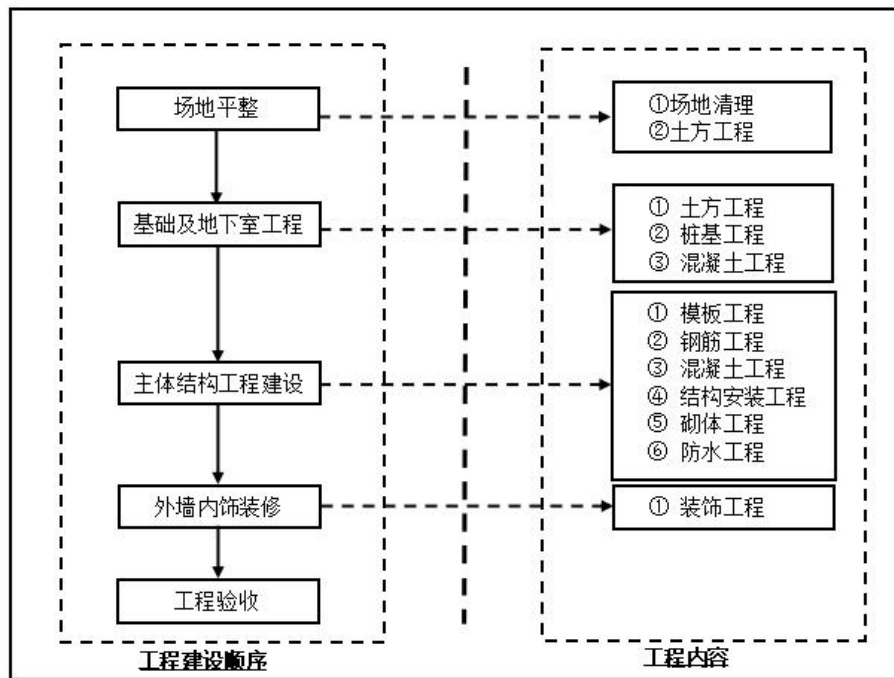 场地平整
①场地清理
②土方工程
基础及地下室工程
① 土方工程
② 桩基工程
③ 混凝土工程
主体结构工程建设
① 模板工程
② 钢筋工程
③ 混凝土工程
④ 结构安装工程
⑤ 砌体工程
⑥ 防水工程
外墙内饰装修
① 装饰工程
工程验收
工程建设顺序
工程内容